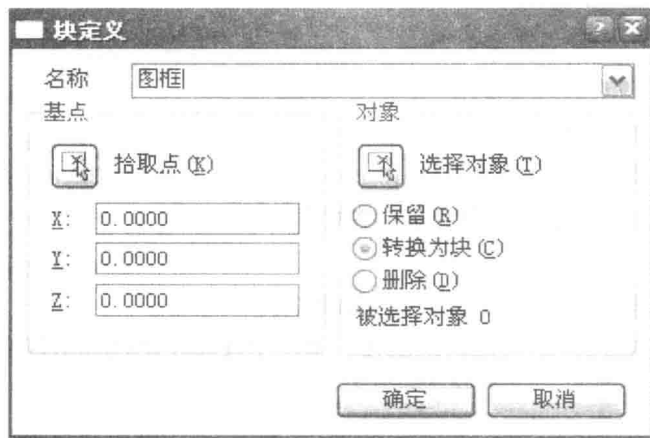 块定义
名称 图框
基点
拾取点(K)
X: 0.0000
Y: 0.0000
Z: 0.0000
对象
选择对象(T)
保留(R)
转换为块(C)
删除(D)
被选择对象 0
确定 取消